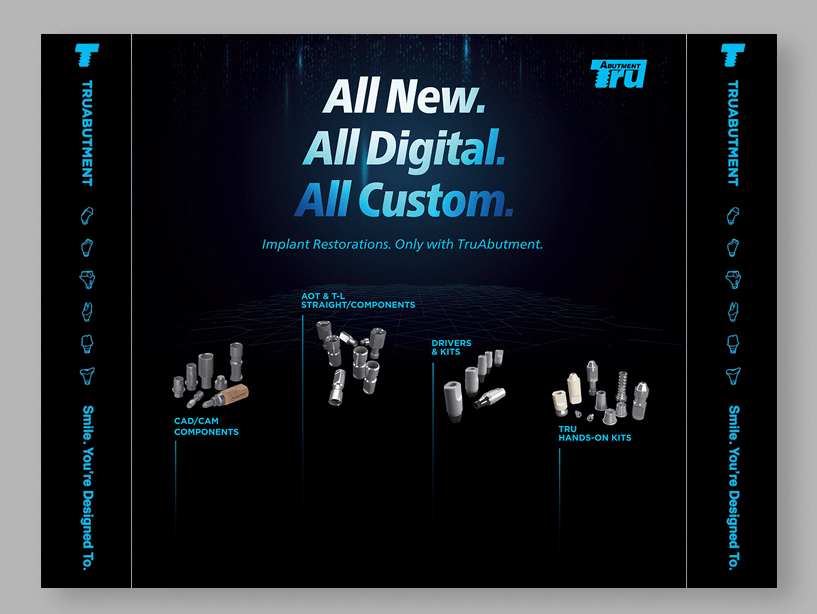 TRUABUTMENT
Smile. You're Designed To.
All New.
All Digital.
All Custom.
Implant Restorations. Only with TruAbutment.
ABUTMENT
Tru
AOT & T-L
STRAIGHT/COMPONENTS
DRIVERS
& KITS
CAD/CAM
COMPONENTS
TRU
HANDS-ON KITS
TRUABUTMENT
Smile. You're Designed To.